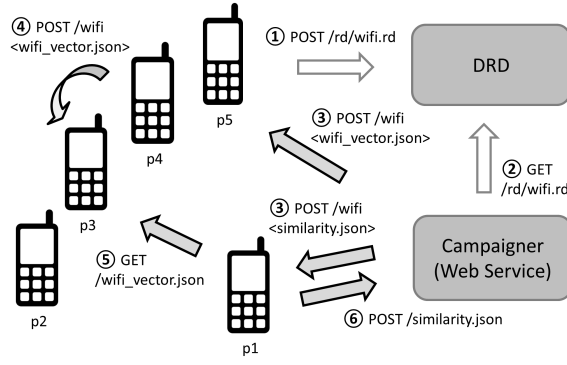 ④ POST /wifi
<wifi_vector.json>
① POST /rd/wifi.rd
DRD
p5
p4
③ POST /wifi
<wifi_vector.json>
② GET
/rd/wifi.rd
p3
③ POST /wifi
<similarity.json>
Campaigner
(Web Service)
⑤ GET
/wifi_vector.json
p2
⑥ POST /similarity.json
p1